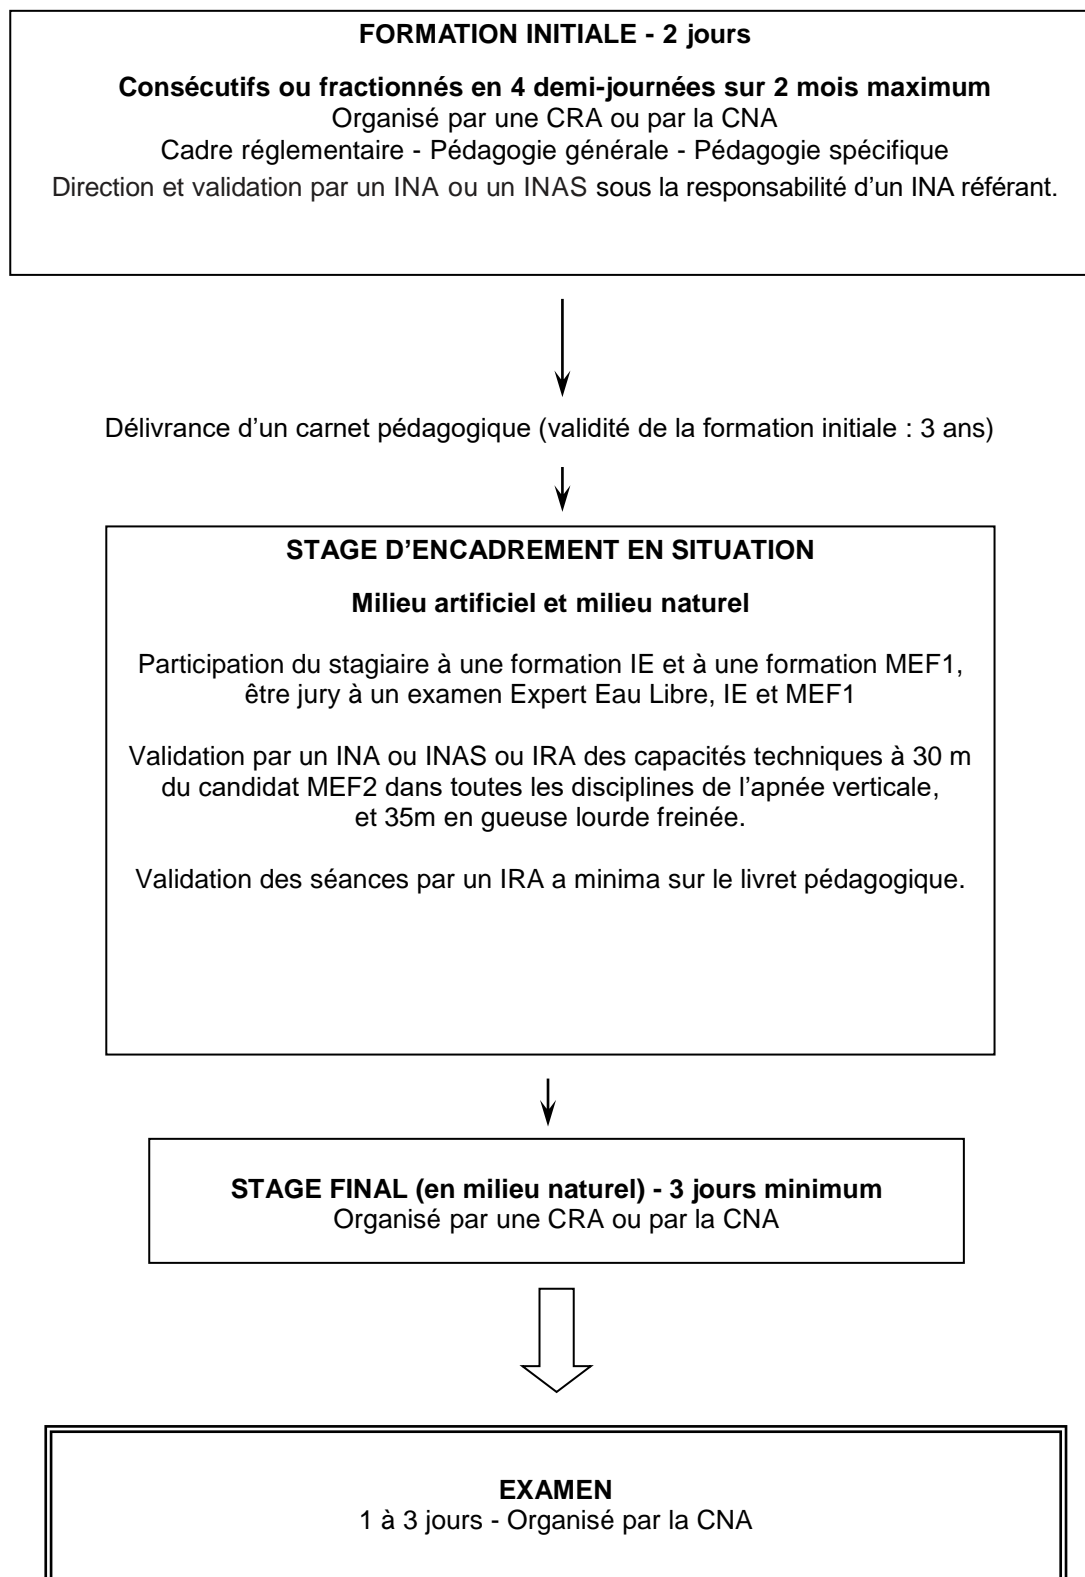 FORMATION INITIALE - 2 jours
Consécutifs ou fractionnés en 4 demi-journées sur 2 mois maximum
Organisé par une CRA ou par la CNA
Cadre réglementaire - Pédagogie générale - Pédagogie spécifique
Direction et validation par un INA ou un INAS sous la responsabilité d’un INA référant.
Délivrance d’un carnet pédagogique (validité de la formation initiale : 3 ans)
STAGE D’ENCADREMENT EN SITUATION
Milieu artificiel et milieu naturel
Participation du stagiaire à une formation IE et à une formation MEF1,
être jury à un examen Expert Eau Libre, IE et MEF1
Validation par un INA ou INAS ou IRA des capacités techniques à 30 m
du candidat MEF2 dans toutes les disciplines de l’apnée verticale,
et 35m en gueuse lourde freinée.
Validation des séances par un IRA a minima sur le livret pédagogique.
STAGE FINAL (en milieu naturel) - 3 jours minimum
Organisé par une CRA ou par la CNA
EXAMEN
1 à 3 jours - Organisé par la CNA